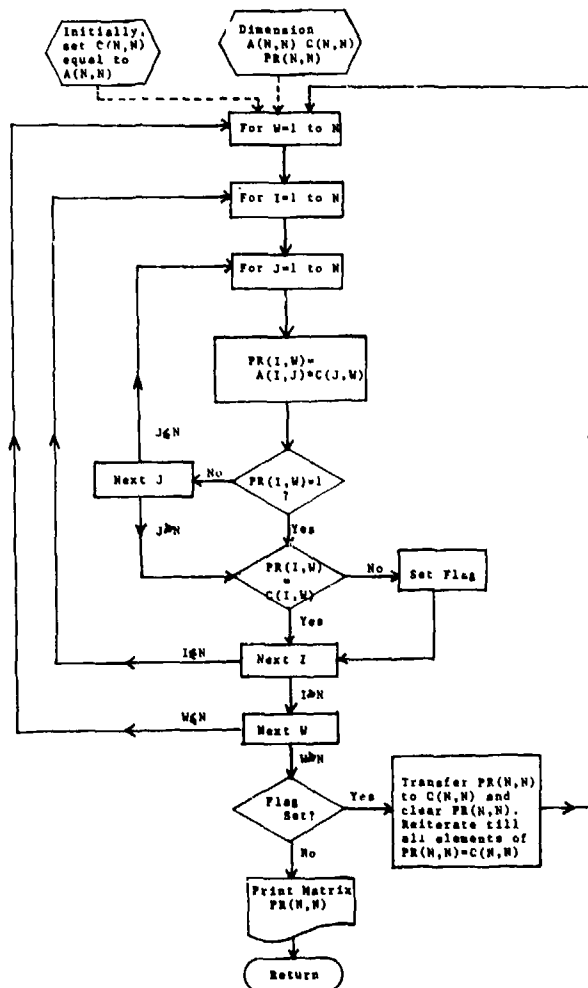 Initially,
set C(N,N)
equal to
A(N,N)
Dimension
A(N,N) C(N,N)
PR(N,N)
For W=1 to N
For I=1 to N
For J=1 to N
PR(I,W)=
A(I,J)*C(J,W)
J≤N
Next J
No
PR(I,W)=1
?
J>N
Yes
PR(I,W)
=
C(I,W)
No
Set Flag
Yes
I≤N
Next I
I>N
W≤N
Next W
W>N
Flag
Set?
Yes
Transfer PR(N,N)
to C(N,N) and
clear PR(N,N).
Reiterate till
all elements of
PR(N,N)=C(N,N)
No
Print Matrix
PR(N,N)
Return